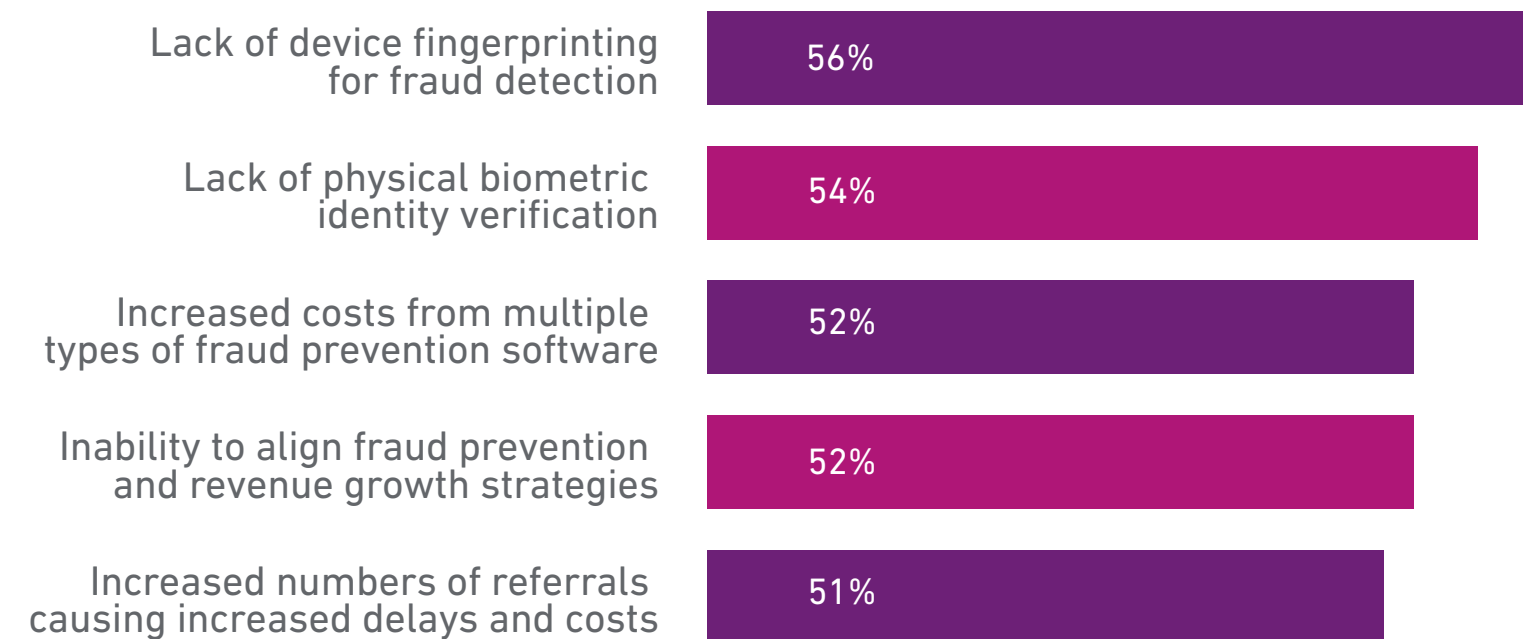 Lack of device fingerprinting
for fraud detection
56%
Lack of physical biometric
identity verification
54%
Increased costs from multiple
types of fraud prevention software
52%
Inability to align fraud prevention
and revenue growth strategies
52%
Increased numbers of referrals
causing increased delays and costs
51%